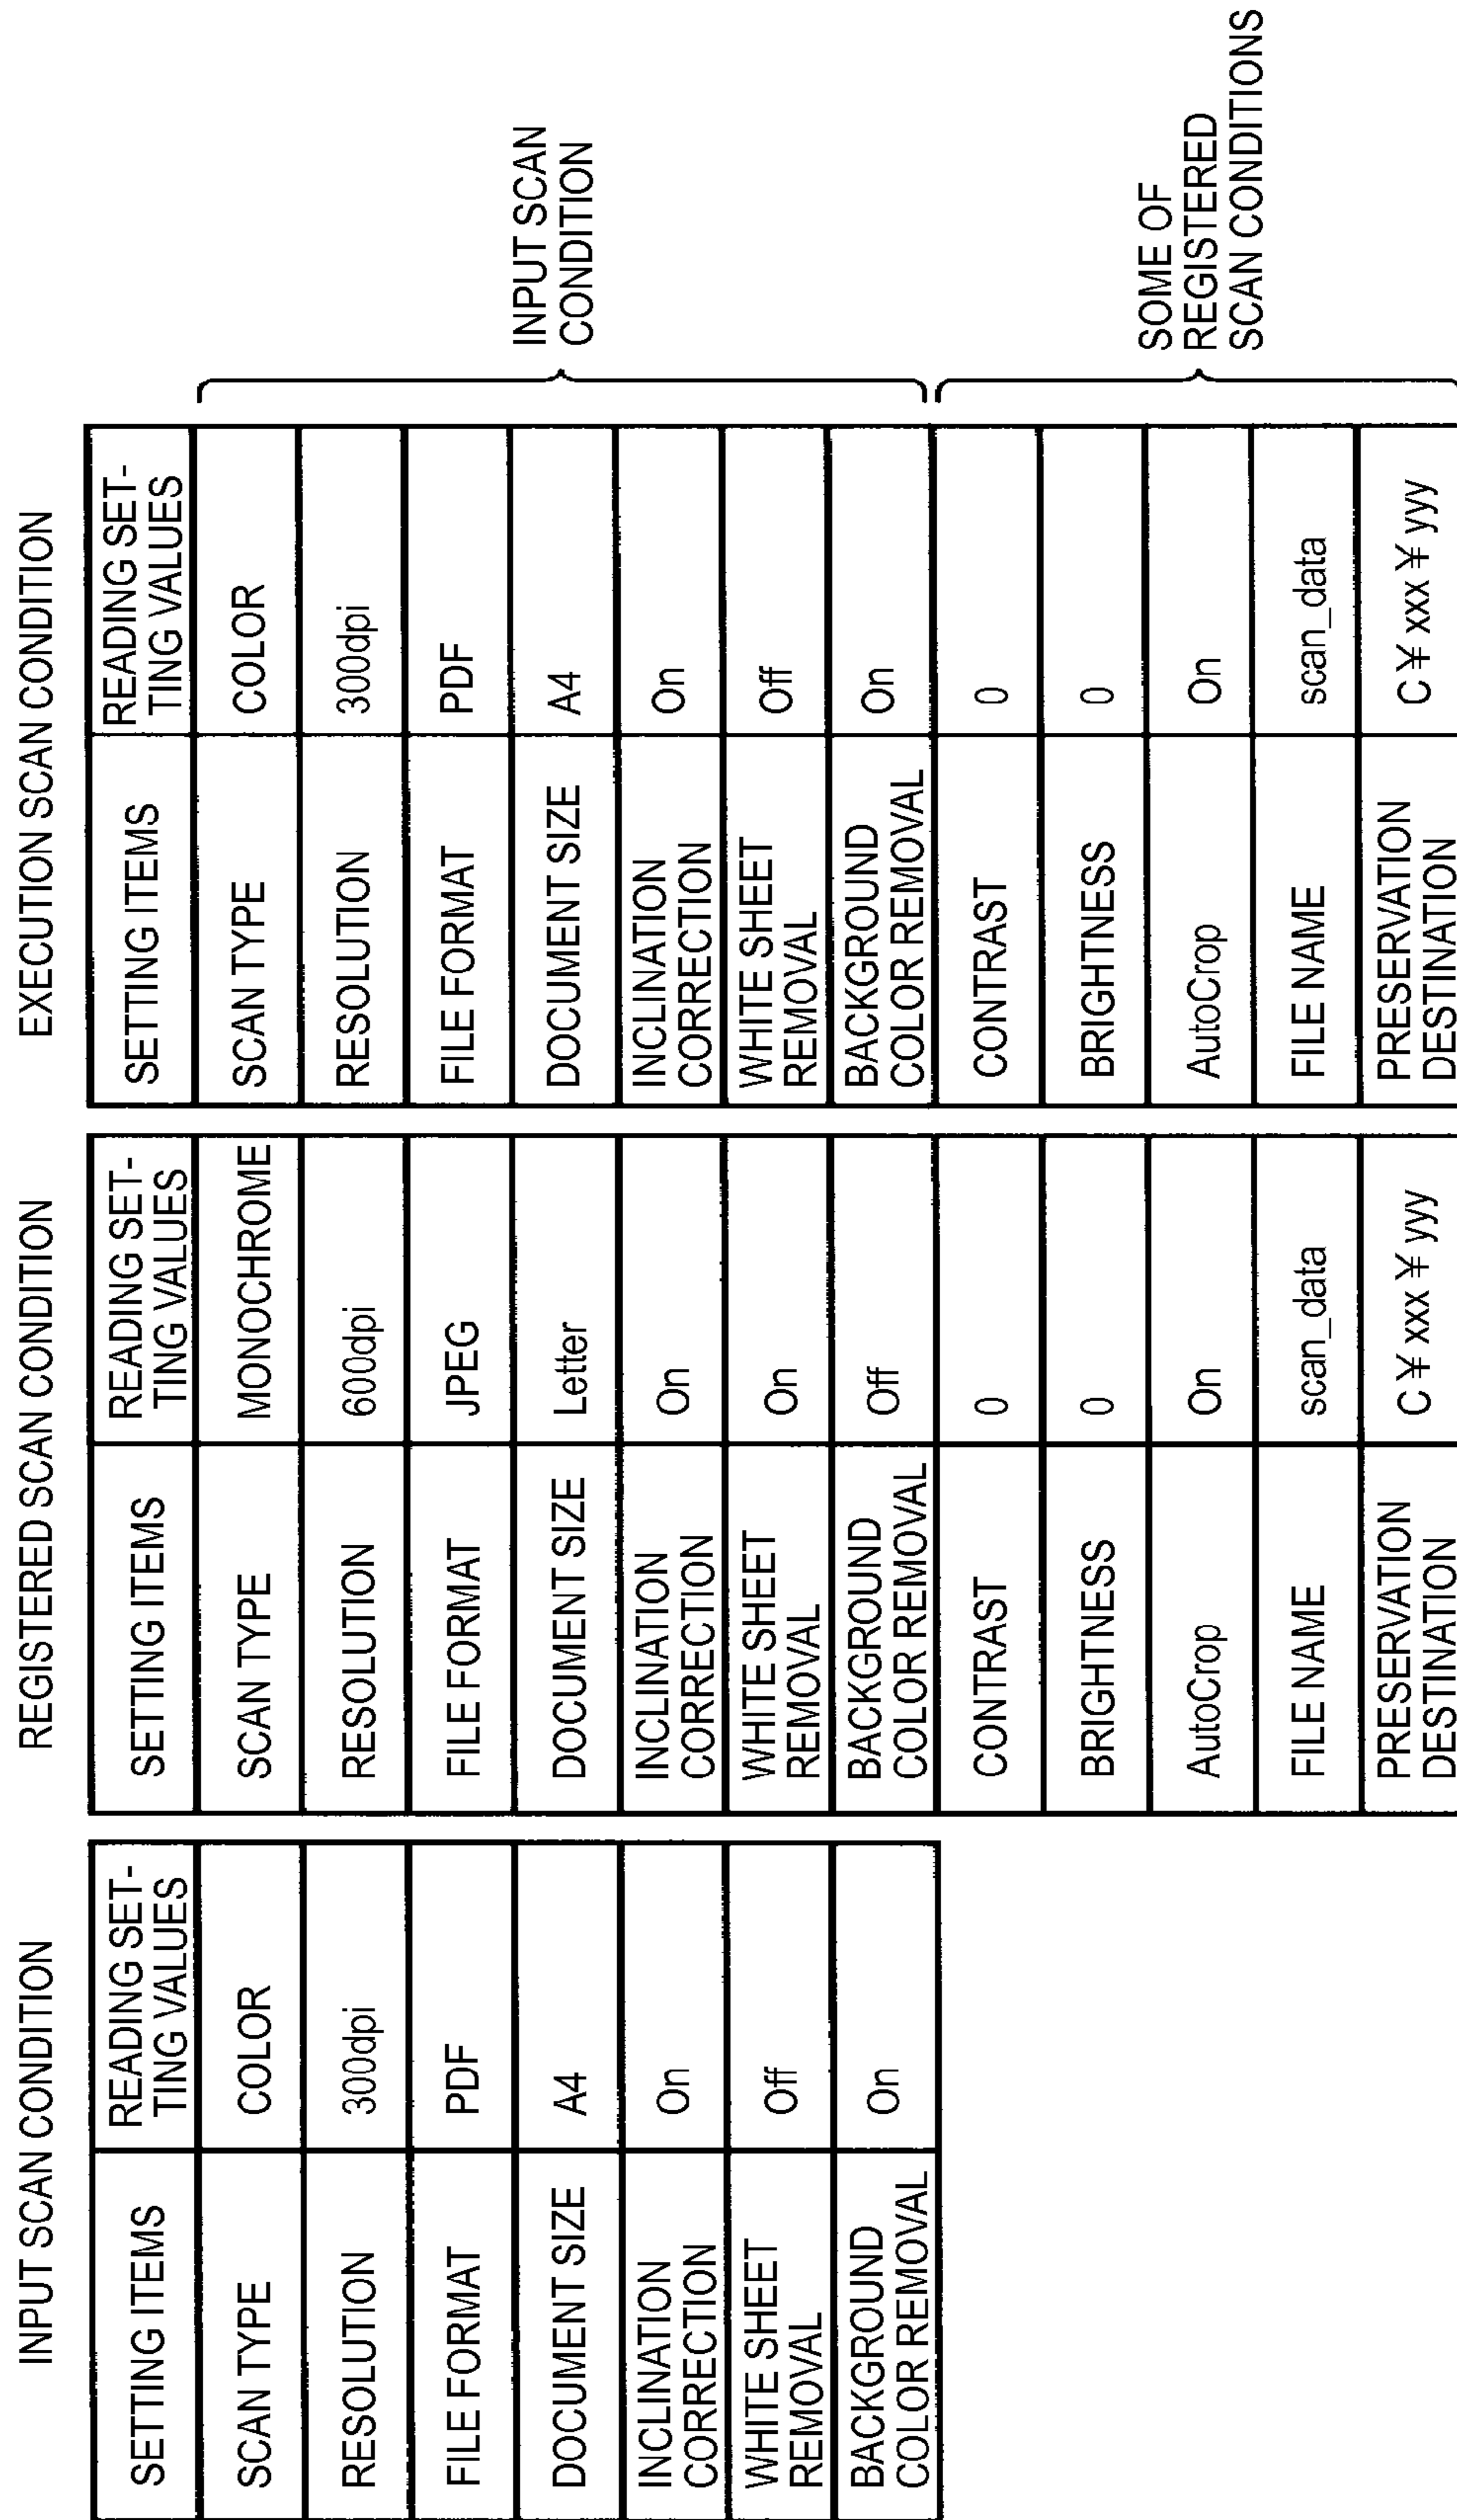 INPUT SCAN CONDITION
SETTING ITEMS
READING SET-
TING VALUES
SCAN TYPE
COLOR
RESOLUTION
300dpi
FILE FORMAT
PDF
DOCUMENT SIZE
A4
INCLINATION
CORRECTION
On
WHITE SHEET
REMOVAL
Off
BACKGROUND
COLOR REMOVAL
On
REGISTERED SCAN CONDITION
SETTING ITEMS
READING SET-
TING VALUES
SCAN TYPE
MONOCHROME
RESOLUTION
600dpi
FILE FORMAT
JPEG
DOCUMENT SIZE
Letter
INCLINATION
CORRECTION
On
WHITE SHEET
REMOVAL
On
BACKGROUND
COLOR REMOVAL
Off
CONTRAST
0
BRIGHTNESS
0
AutoCrop
On
FILE NAME
scan_data
PRESERVATION
DESTINATION
C ¥ xxx ¥ yyy
EXECUTION SCAN CONDITION
SETTING ITEMS
READING SET-
TING VALUES
SCAN TYPE
COLOR
RESOLUTION
300dpi
FILE FORMAT
PDF
DOCUMENT SIZE
A4
INCLINATION
CORRECTION
On
WHITE SHEET
REMOVAL
Off
BACKGROUND
COLOR REMOVAL
On
CONTRAST
0
BRIGHTNESS
0
AutoCrop
On
FILE NAME
scan_data
PRESERVATION
DESTINATION
C ¥ xxx ¥ yyy
INPUT SCAN
CONDITION
SOME OF
REGISTERED
SCAN CONDITIONS